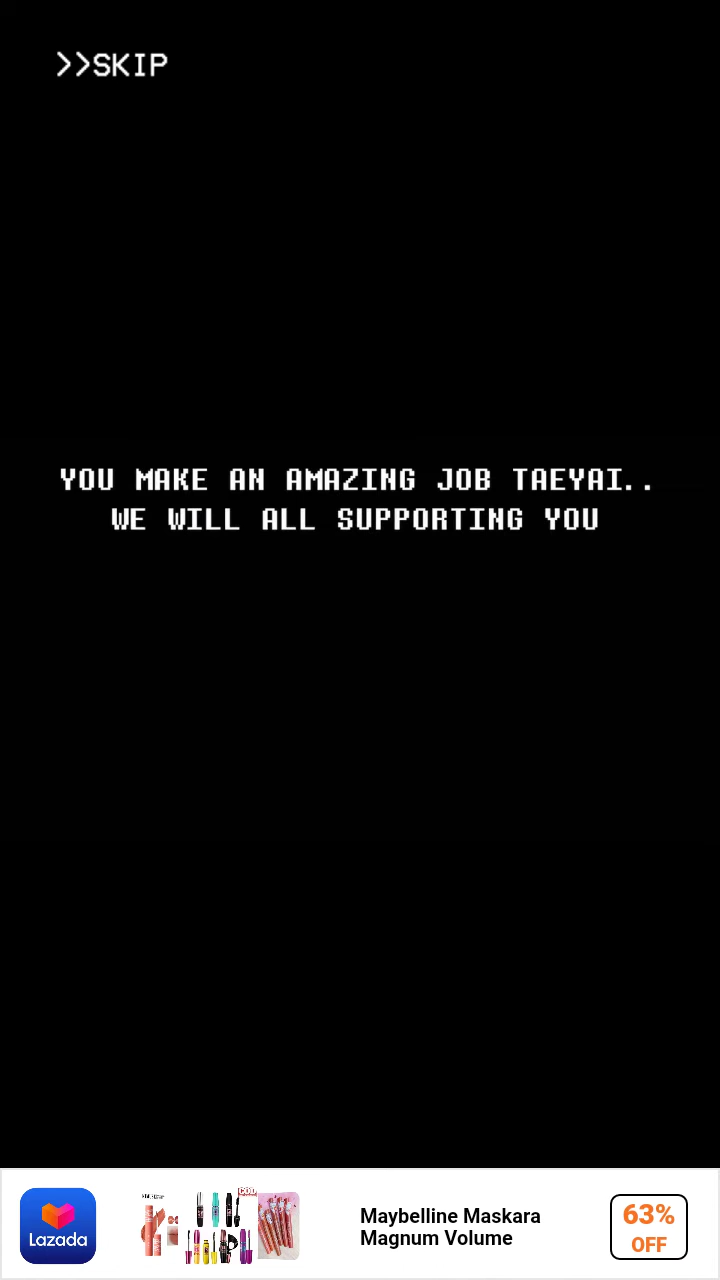 >>SKIP
YOU MAKE AN AMAZING JOB TAEYAI..
WE WILL ALL SUPPORTING YOU
Lazada
Maybelline Maskara
Magnum Volume
63%
OFF